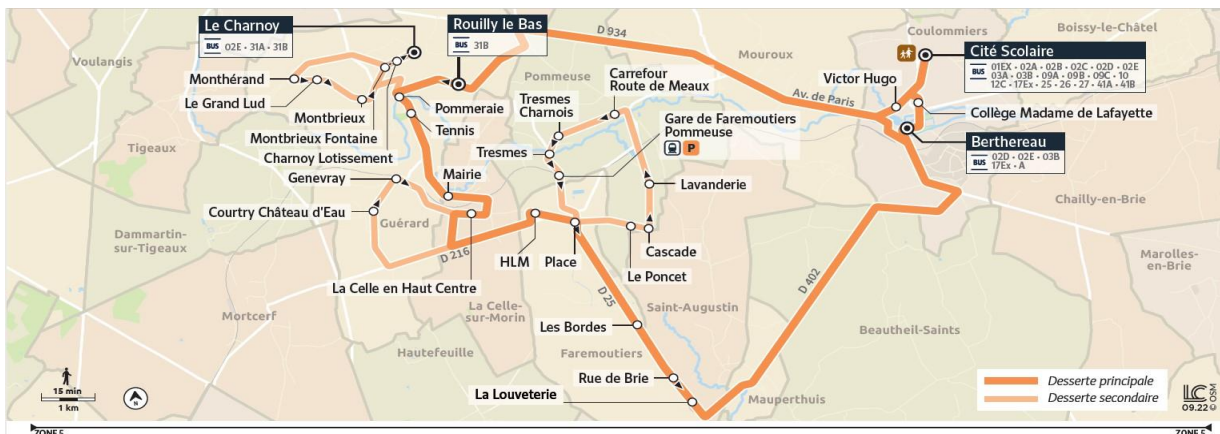 Le Charnoy
BUS 02E • 31A • 31B
Rouilly le Bas
BUS 31B
D 934
Mouroux
Coulommiers
Boissy-le-Châtel
Cité Scolaire
BUS
01EX • 02A • 02B • 02C • 02D • 02E
03A • 03B • 09A • 09B • 09C • 10
12C • 17Ex • 25 • 26 • 27 • 41A • 41B
Voulangis
Monthérand
Le Grand Lud
Montbrieux
Montbrieux Fontaine
Charnoy Lotissement
Pommeraie
Tennis
Pommeuse
Tresmes
Charnois
Carrefour
Route de Meaux
Victor Hugo
Av. de Paris
Collège Madame de Lafayette
Gare de Faremoutiers
Pommeuse
P
Berthereau
BUS
02D • 02E • 03B
17Ex • A
Tigeaux
Genevray
Mairie
Tresmes
Lavanderie
Courtry Château d'Eau
Guérard
Chailly-en-Brie
Dammartin-
sur-Tigeaux
D 216
HLM
Place
Cascade
Le Poncet
Marolles-
en-Brie
La Celle en Haut Centre
D 25
D 402
Mortcerf
La Celle-
sur-Morin
Saint-Augustin
Les Bordes
Beautheil-Saints
Hautefeuille
Faremoutiers
Rue de Brie
La Louveterie
Mauperthuis
15 min
1 km
N
Desserte principale
Desserte secondaire
LC
09.22 © OSM
ZONE 5
ZONE 5